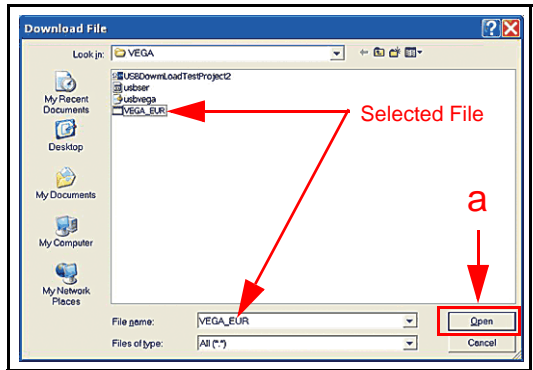 Download File
Look in: VEGA
USBDownLoadTestProject2
usbser
usbvega
VEGA_EUR
Selected File
My Recent
Documents
Desktop
My Documents
My Computer
My Network
Places
a
File name: VEGA_EUR
Open
Files of type: All (*.*)
Cancel